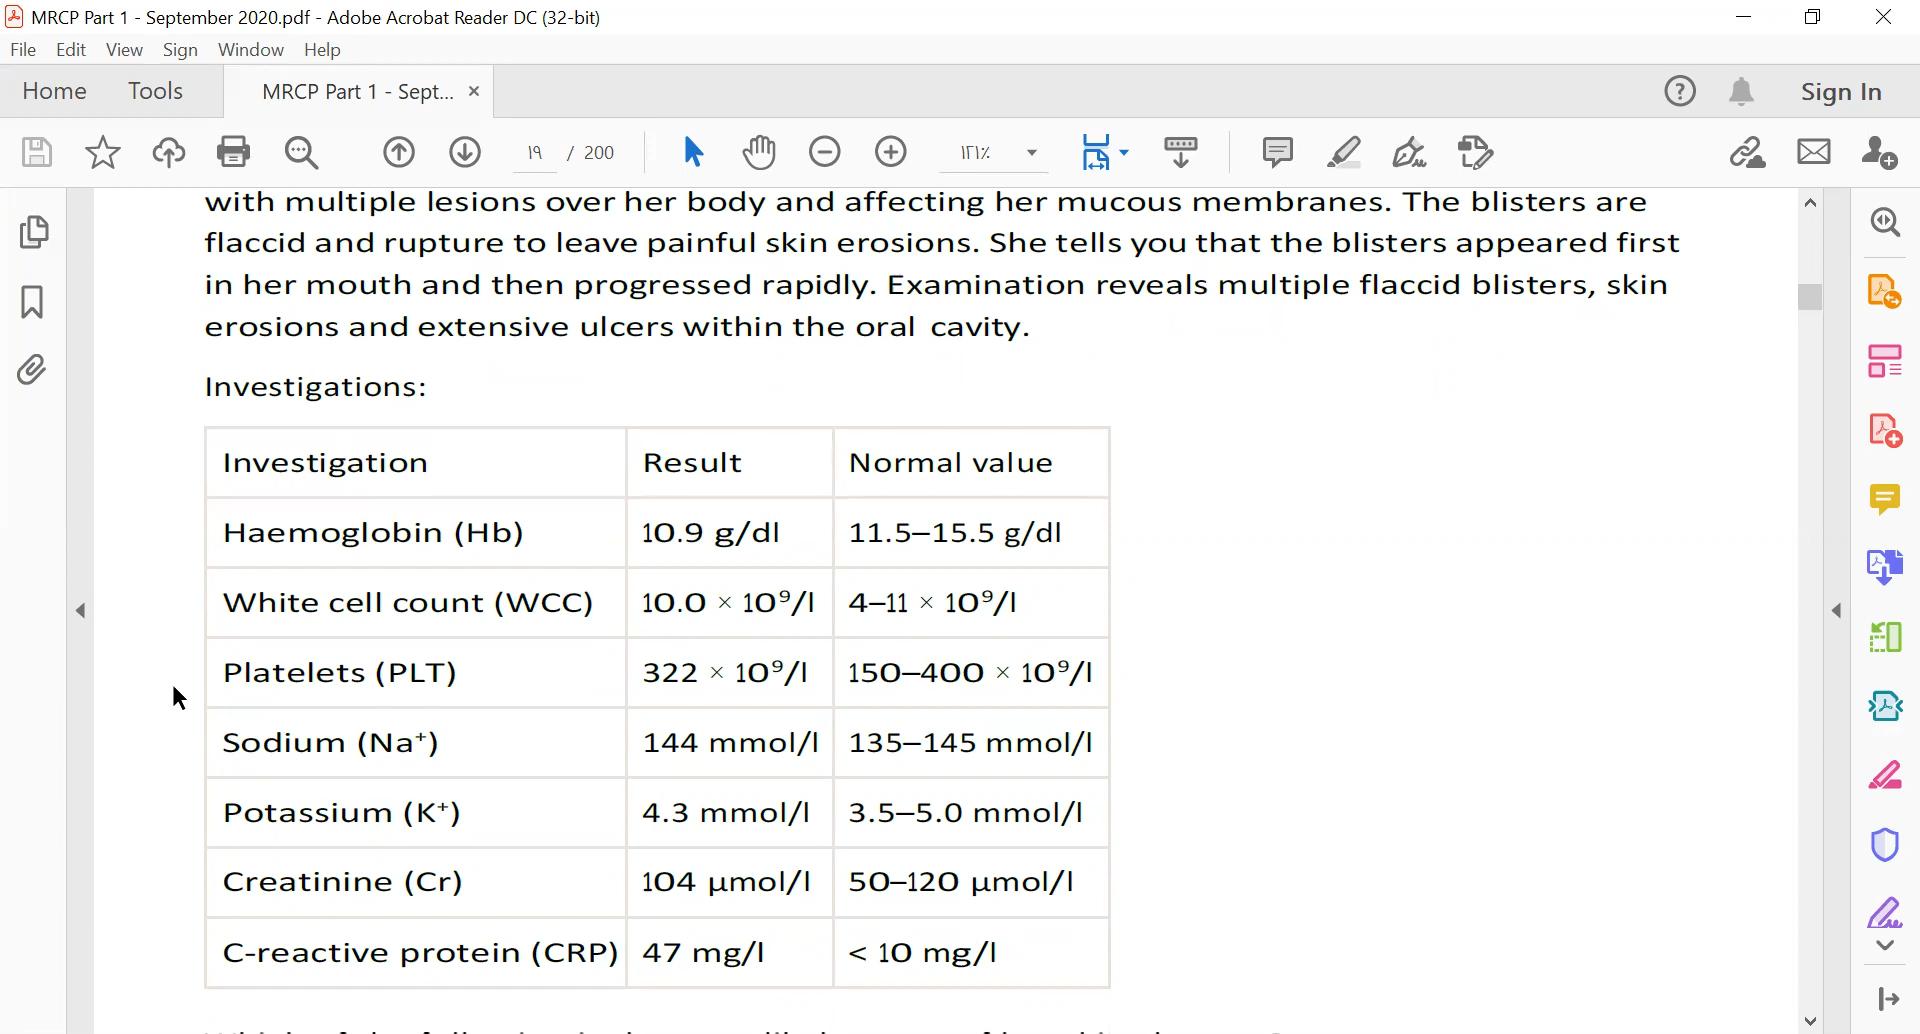 MRCP Part 1 - September 2020.pdf - Adobe Acrobat Reader DC (32-bit)
File Edit View Sign Window Help
Home Tools MRCP Part 1 - Sept... × Sign In
١٩ / 200 ١٢١٪
with multiple lesions over her body and affecting her mucous membranes. The blisters are
flaccid and rupture to leave painful skin erosions. She tells you that the blisters appeared first
in her mouth and then progressed rapidly. Examination reveals multiple flaccid blisters, skin
erosions and extensive ulcers within the oral cavity.
Investigations:
Investigation Result Normal value
Haemoglobin (Hb) 10.9 g/dl 11.5–15.5 g/dl
White cell count (WCC) 10.0 × 10⁹/l 4–11 × 10⁹/l
Platelets (PLT) 322 × 10⁹/l 150–400 × 10⁹/l
Sodium (Na⁺) 144 mmol/l 135–145 mmol/l
Potassium (K⁺) 4.3 mmol/l 3.5–5.0 mmol/l
Creatinine (Cr) 104 µmol/l 50–120 µmol/l
C-reactive protein (CRP) 47 mg/l < 10 mg/l